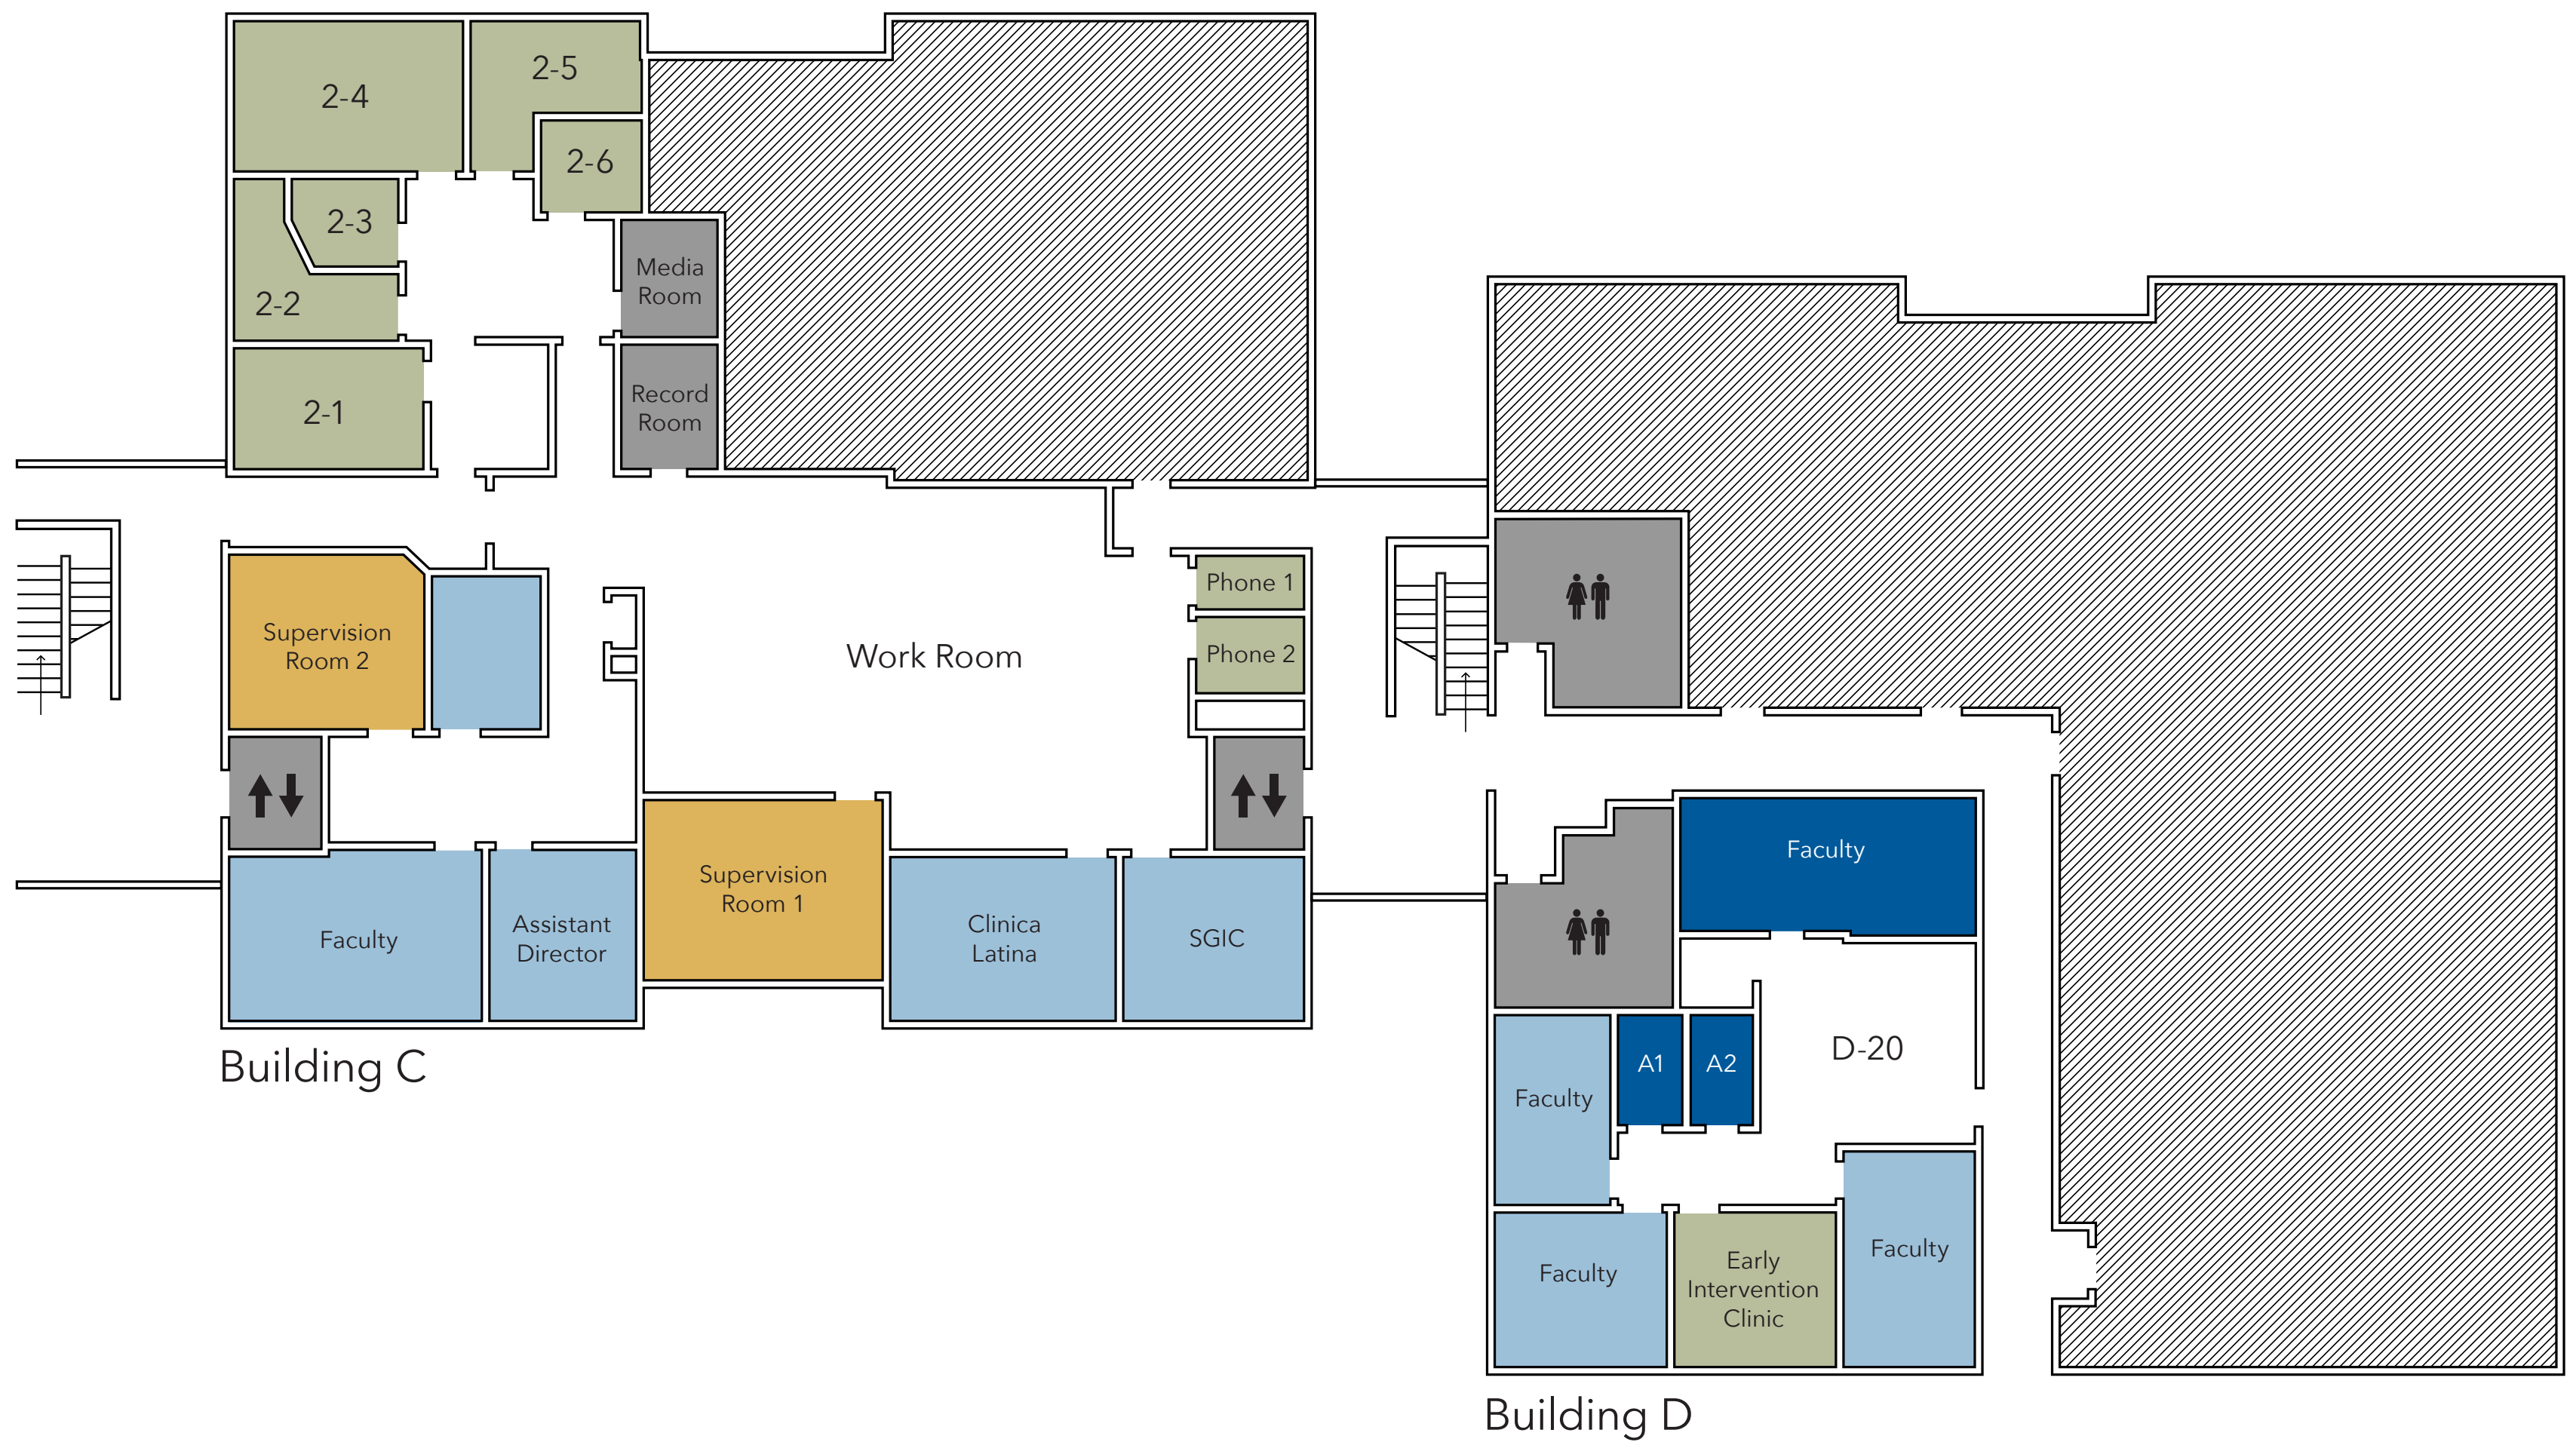 2-4
2-5
2-6
2-3
2-2
2-1
Media
Room
Record
Room
Supervision
Room 2
Work Room
Phone 1
Phone 2
Supervision
Room 1
Faculty
Assistant
Director
Clinica
Latina
SGIC
Building C
Faculty
D-20
A1
A2
Faculty
Faculty
Early
Intervention
Clinic
Faculty
Building D